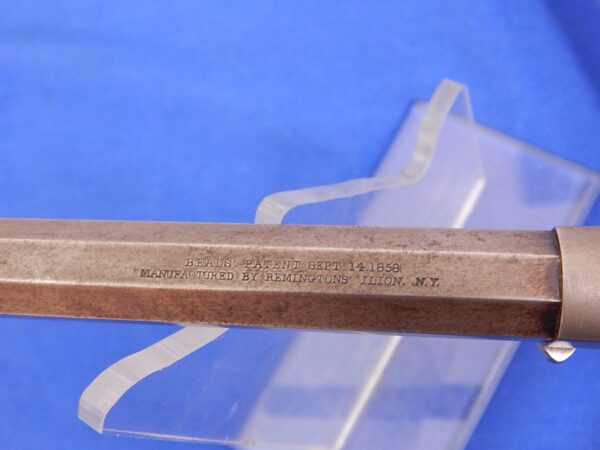 BEALS' PATENT SEPT. 14, 1858
MANUFACTURED BY REMINGTONS' ILION, N.Y.